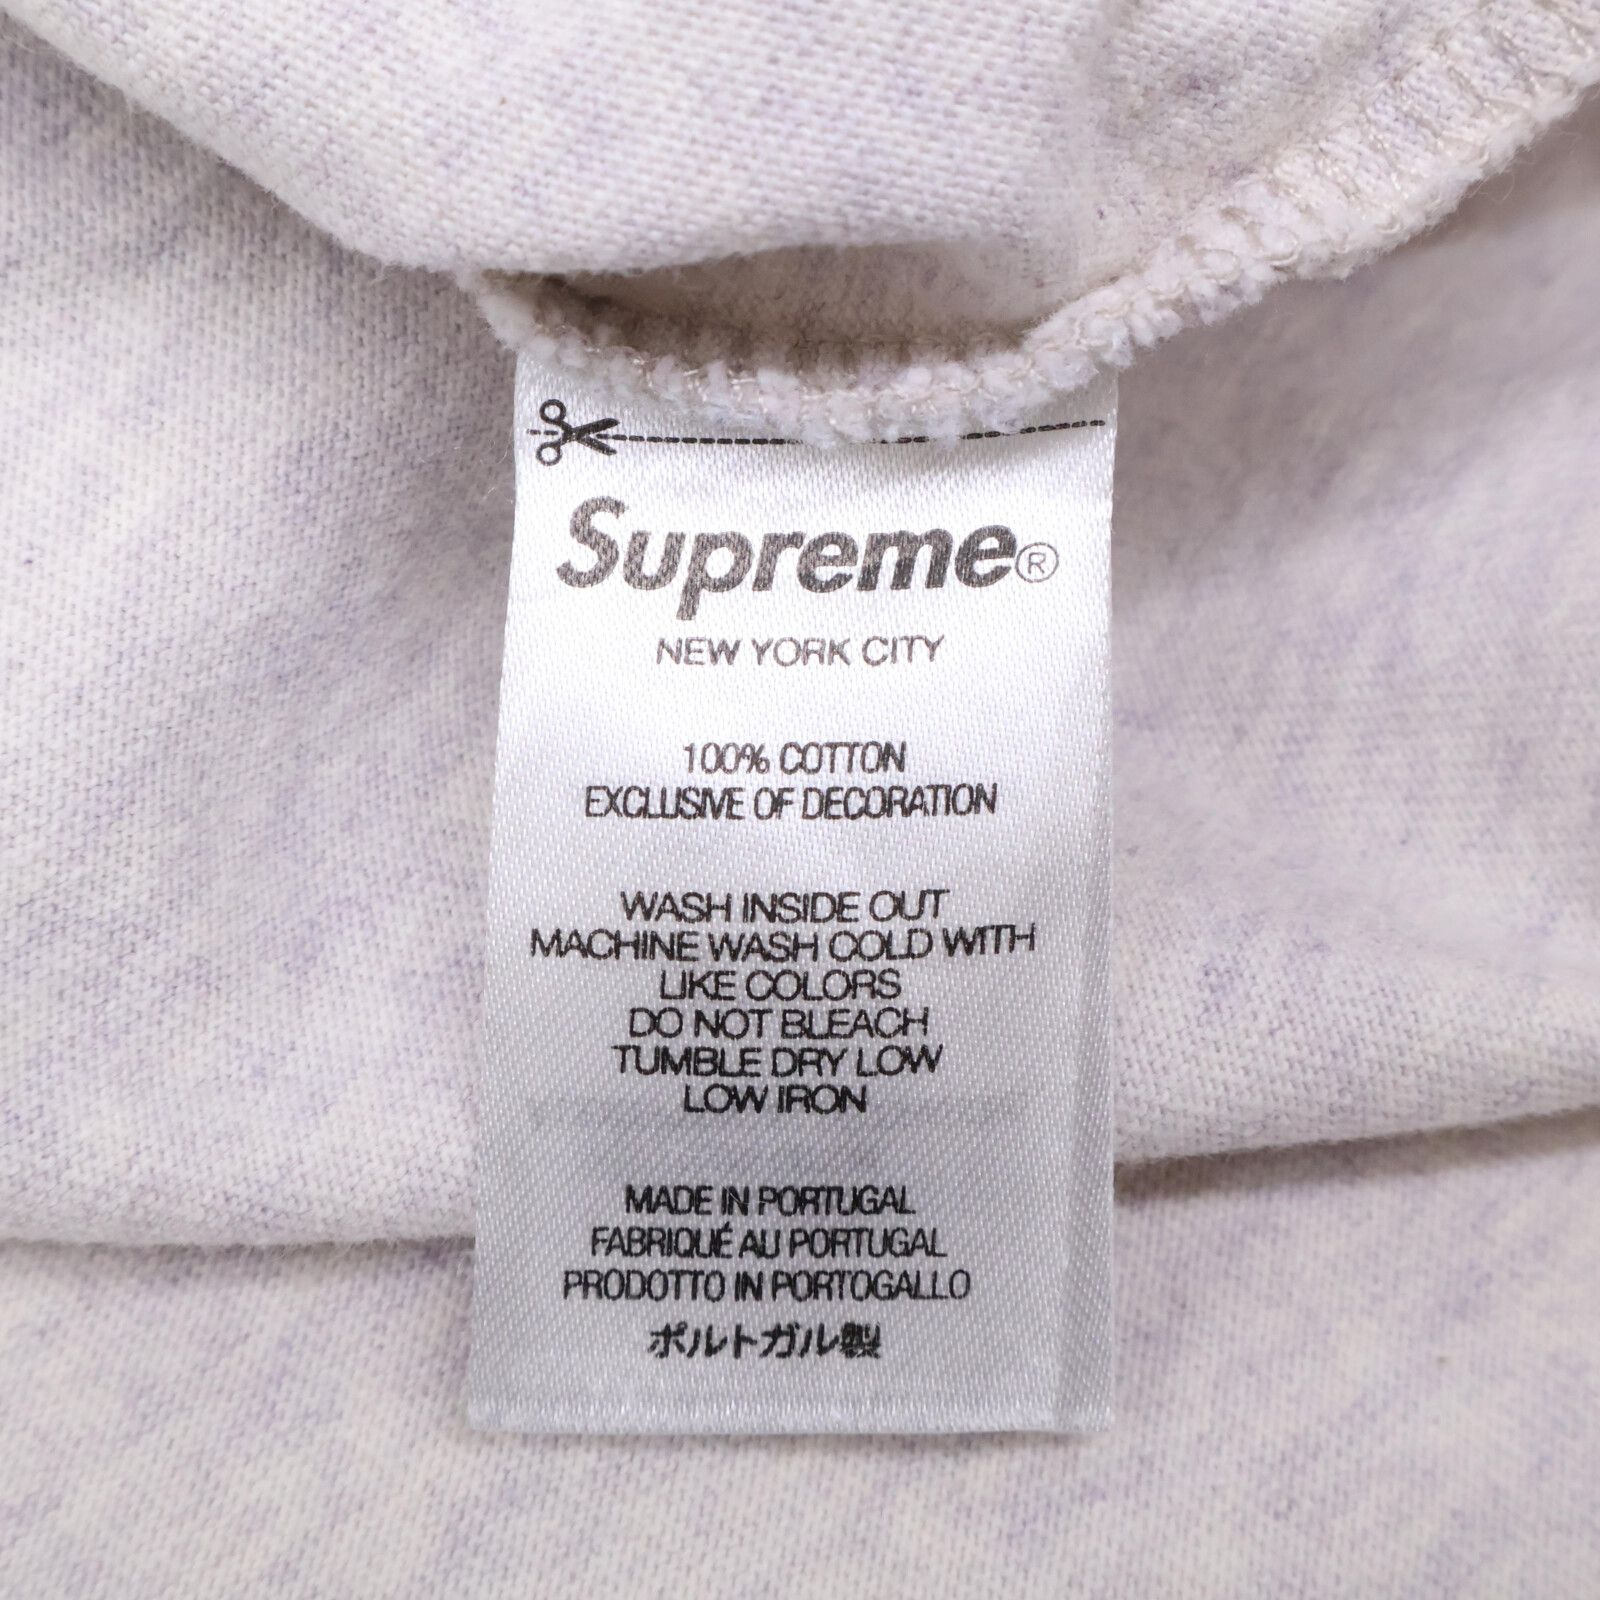 Supreme®
NEW YORK CITY
100% COTTON
EXCLUSIVE OF DECORATION
WASH INSIDE OUT
MACHINE WASH COLD WITH
LIKE COLORS
DO NOT BLEACH
TUMBLE DRY LOW
LOW IRON
MADE IN PORTUGAL
FABRIQUÉ AU PORTUGAL
PRODOTTO IN PORTOGALLO
ポルトガル製